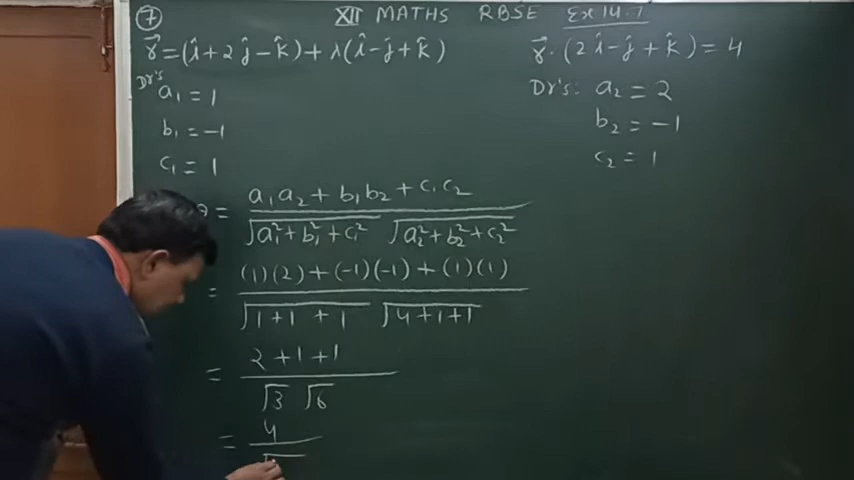 7 XII MATHS RBSE Ex 14.7
r⃗ = (î + 2ĵ − k̂) + λ(î − ĵ + k̂)
r⃗ · (2î − ĵ + k̂) = 4
Dr's
a₁ = 1
b₁ = −1
c₁ = 1
Dr's: a₂ = 2
b₂ = −1
c₂ = 1
= a₁a₂ + b₁b₂ + c₁c₂
√a₁² + b₁² + c₁² √a₂² + b₂² + c₂²
= (1)(2) + (−1)(−1) + (1)(1)
√1 + 1 + 1 √4 + 1 + 1
= 2 + 1 + 1
√3 √6
= 4
√